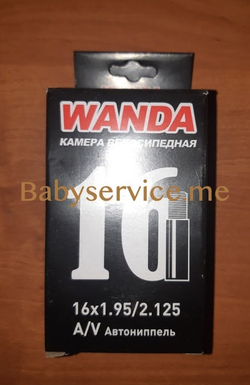 WANDA
КАМЕРА ВЕЛОСИПЕДНАЯ
Babyservice.me
16
16x1.95/2.125
A/V Автониппель